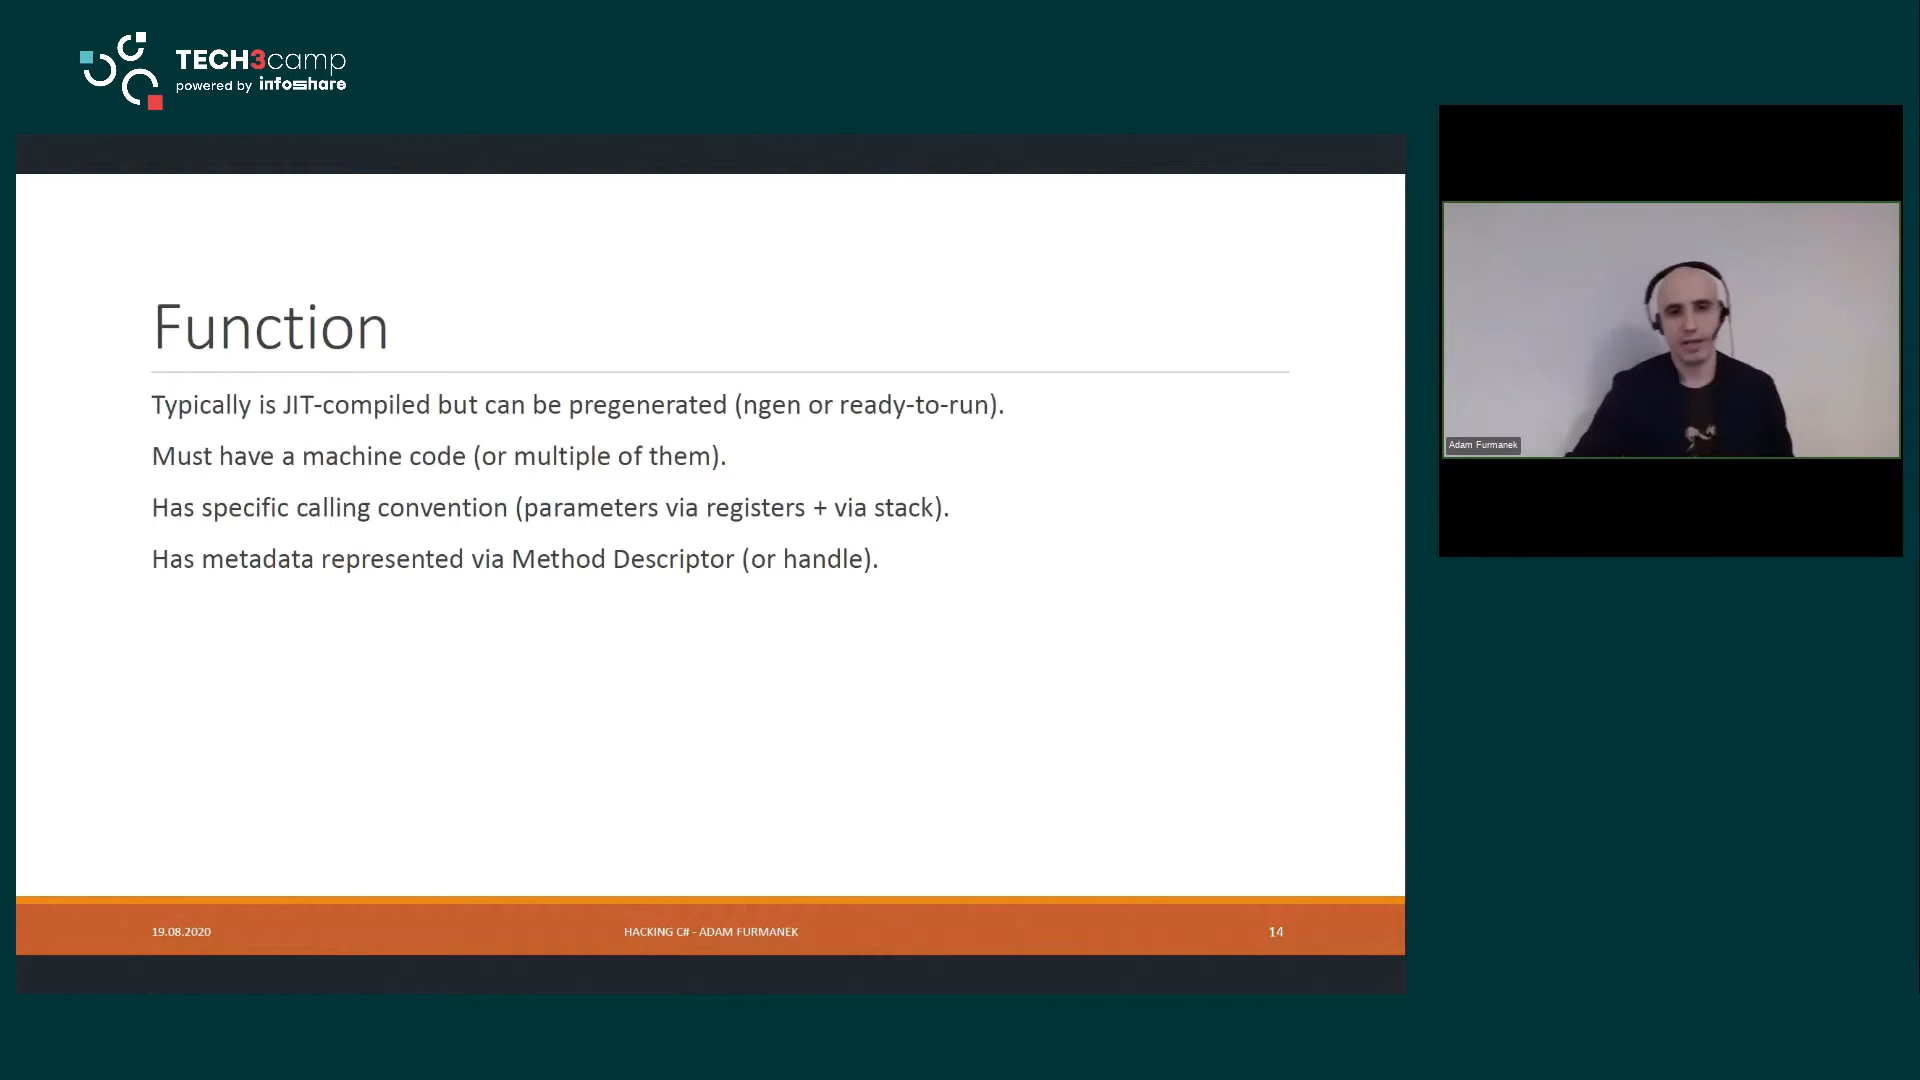 TECH3camp
powered by infoshare
Function
Typically is JIT-compiled but can be pregenerated (ngen or ready-to-run).
Must have a machine code (or multiple of them).
Has specific calling convention (parameters via registers + via stack).
Has metadata represented via Method Descriptor (or handle).
19.08.2020
HACKING C# - ADAM FURMANEK
14
Adam Furmanek